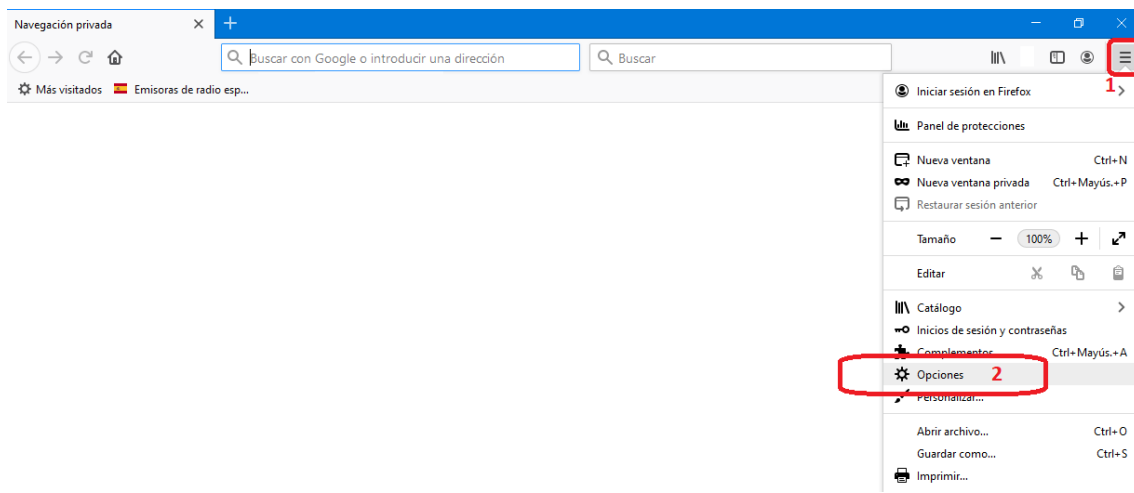 Navegación privada
Buscar con Google o introducir una dirección
Buscar
Más visitados
Emisoras de radio esp...
1
Iniciar sesión en Firefox
Panel de protecciones
Nueva ventana Ctrl+N
Nueva ventana privada Ctrl+Mayús.+P
Restaurar sesión anterior
Tamaño 100%
Editar
Catálogo
Inicios de sesión y contraseñas
Complementos Ctrl+Mayús.+A
Opciones 2
Personalizar...
Abrir archivo... Ctrl+O
Guardar como... Ctrl+S
Imprimir...